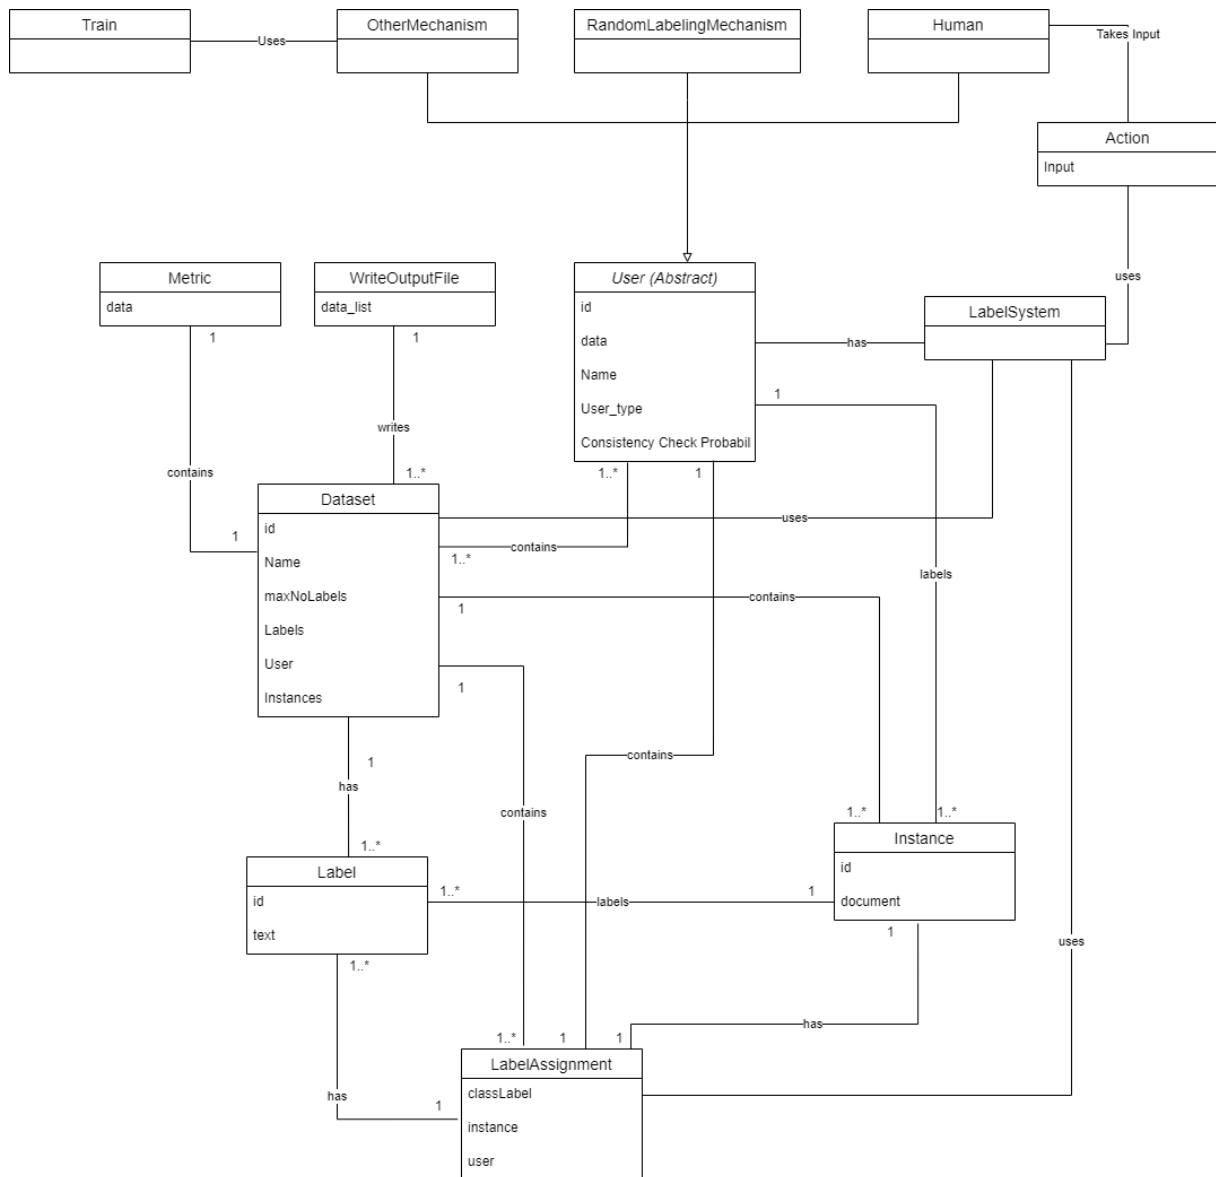 Train
Uses
OtherMechanism
RandomLabelingMechanism
Human
Takes Input
Action
Input
uses
Metric
data
1
WriteOutputFile
data_list
1
User (Abstract)
id
data
Name
User_type
Consistency Check Probabil
LabelSystem
has
1
writes
contains
1..*
1..*
1
Dataset
id
Name
maxNoLabels
Labels
User
Instances
1
uses
contains
1..*
labels
contains
1
1
contains
1
has
contains
1..*
1..*
1..*
Instance
id
document
Label
id
text
1..*
labels
1
1
uses
1..*
has
1..*
1
1
LabelAssignment
classLabel
instance
user
has
1